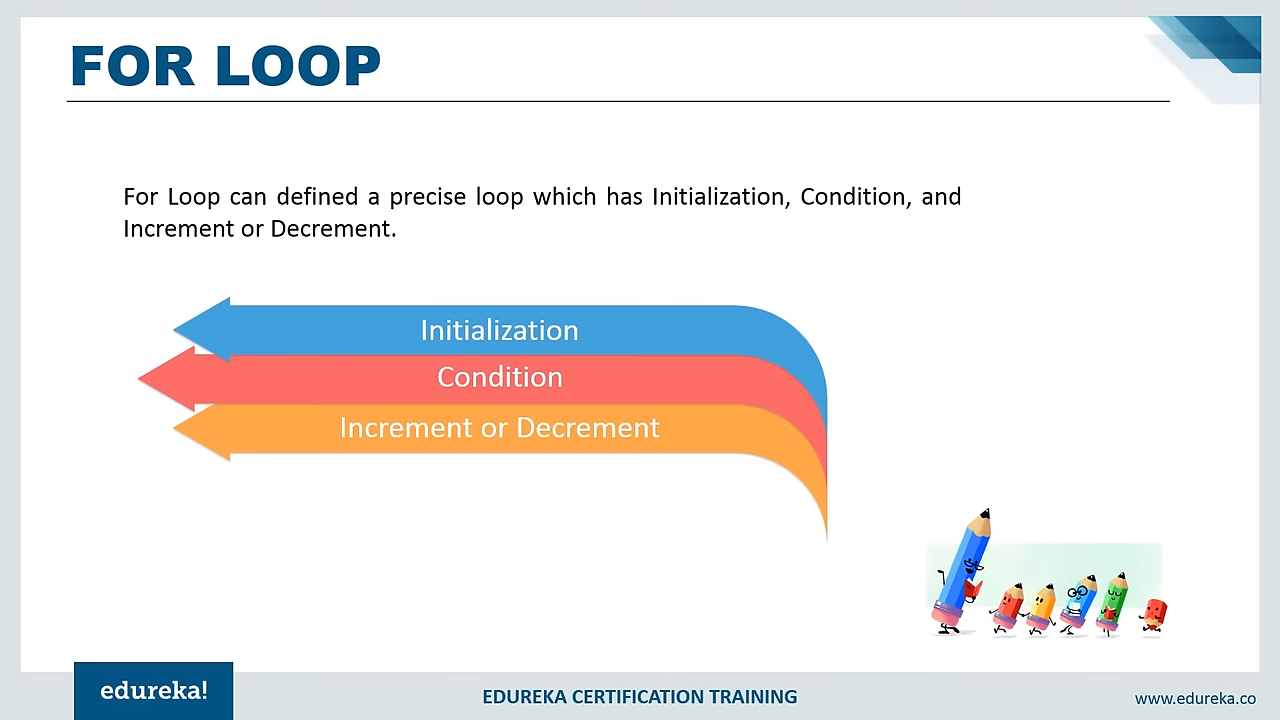 FOR LOOP
For Loop can defined a precise loop which has Initialization, Condition, and
Increment or Decrement.
Initialization
Condition
Increment or Decrement
edureka!
EDUREKA CERTIFICATION TRAINING
www.edureka.co